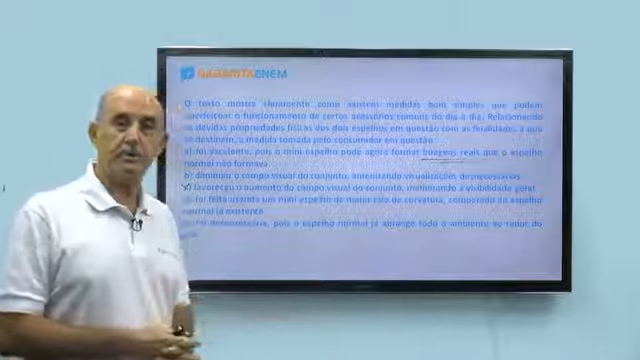 GABARITAENEM
O texto mostra claramente como existem medidas bem simples que podem
aperfeiçoar o funcionamento de certos acessórios comuns do dia a dia. Relacionando
as devidas propriedades físicas dos dois espelhos em questão com as finalidades a que
se destinam, a medida tomada pelo consumidor em questão
a) foi excelente, pois o mini espelho pode agora formar imagens reais que o espelho
normal não formava.
b) diminuiu o campo visual do conjunto, aumentando visualizações desnecessárias
favoreceu o aumento do campo visual do conjunto, melhorando a visibilidade geral
foi feita usando um mini espelho de maior raio de curvatura, comparado ao espelho
normal já existente
foi desnecessária, pois o espelho normal já abrange todo o ambiente ao redor do